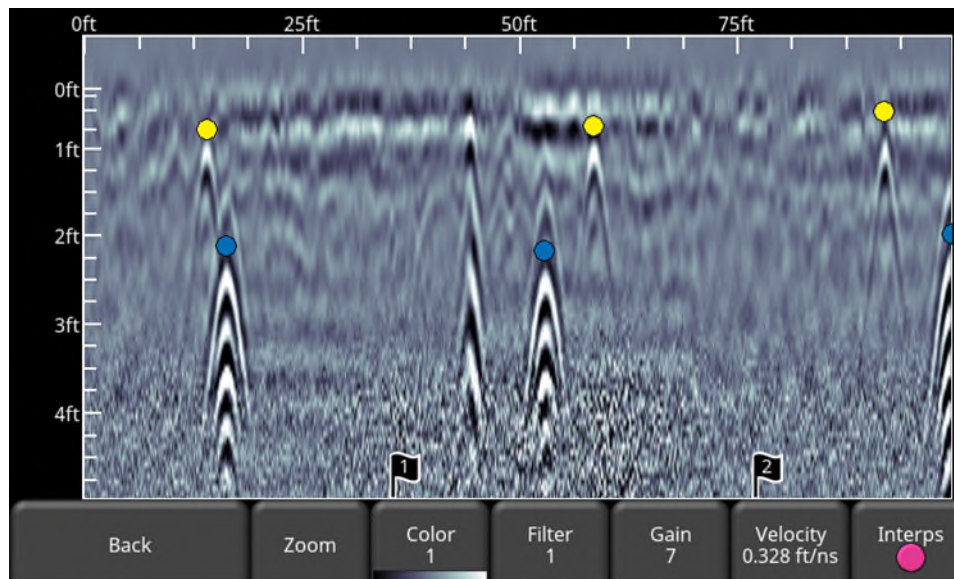 0ft 25ft 50ft 75ft
0ft
1ft
2ft
3ft
4ft
1 2
Back Zoom Color Filter Gain Velocity Interps
1 1 7 0.328 ft/ns